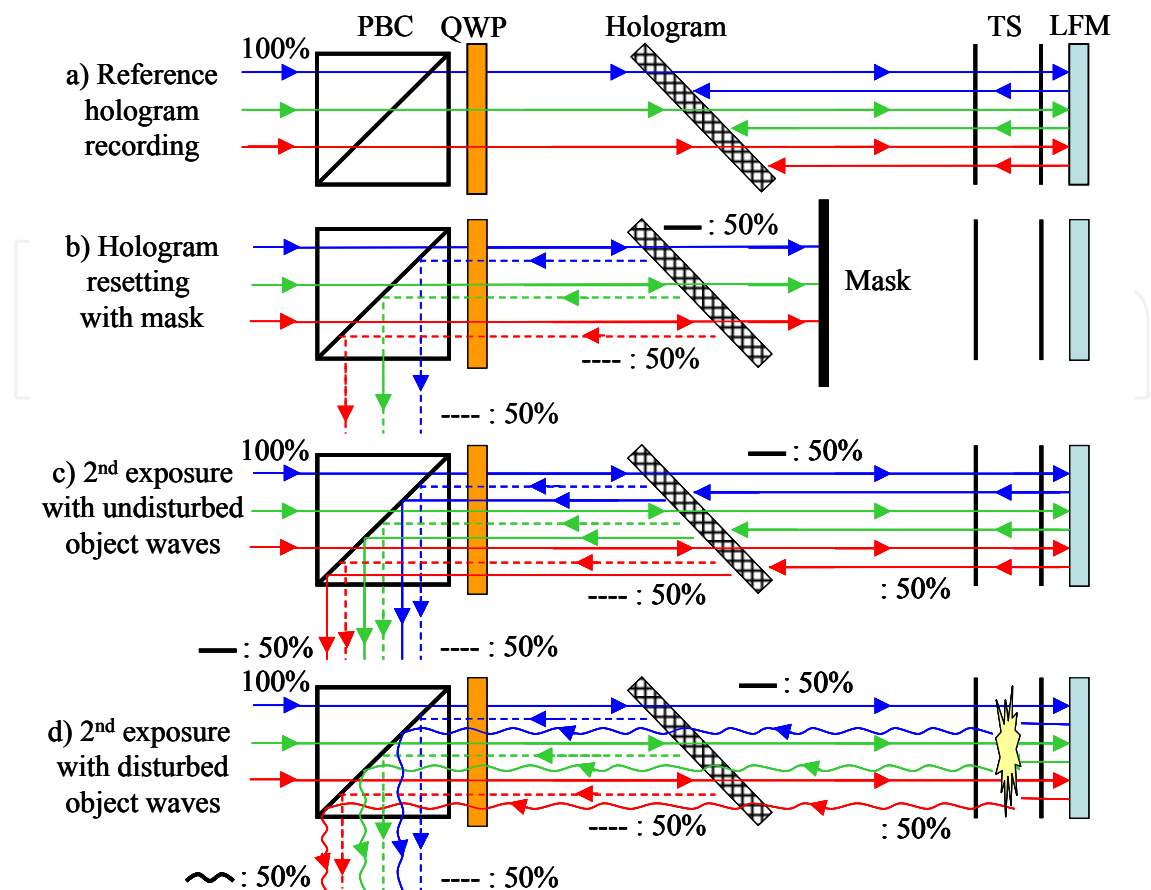 PBC QWP Hologram TS LFM
100%
a) Reference
hologram
recording
b) Hologram
resetting
with mask
: 50%
Mask
---- : 50%
---- : 50%
100%
c) 2nd exposure
with undisturbed
object waves
: 50%
---- : 50%
: 50%
: 50%
---- : 50%
100%
d) 2nd exposure
with disturbed
object waves
: 50%
---- : 50%
: 50%
: 50%
---- : 50%